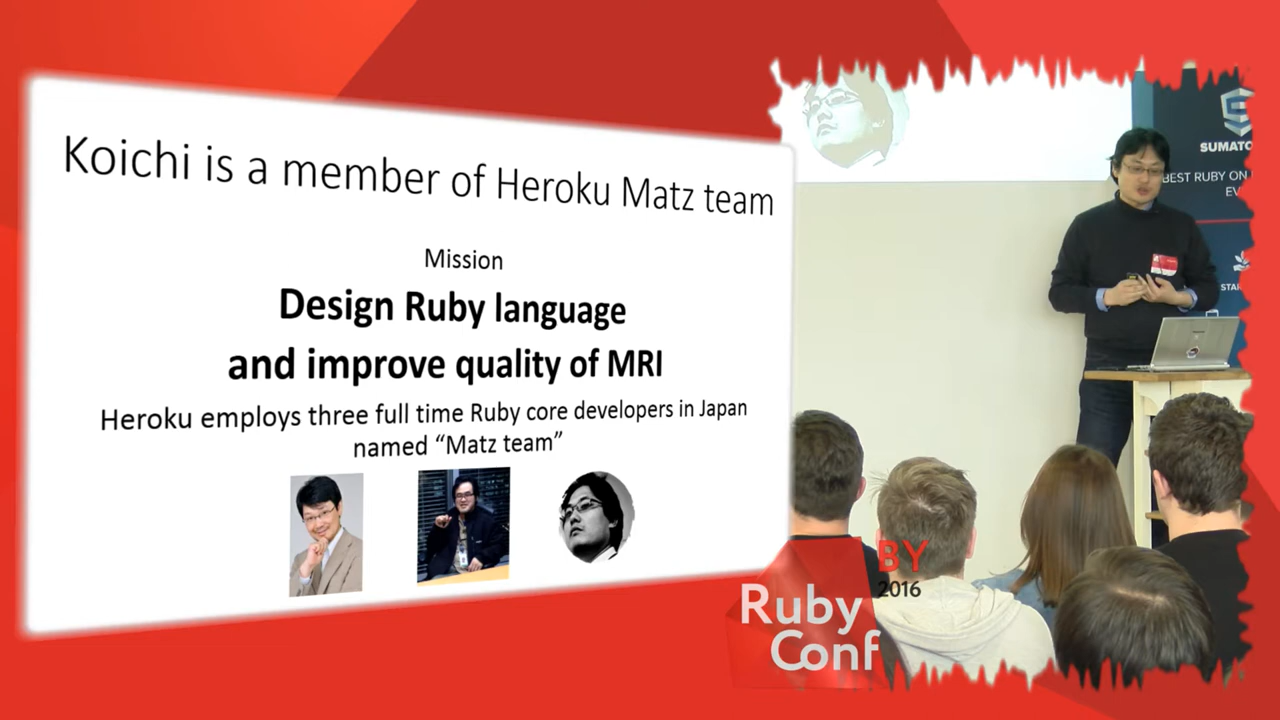 Koichi is a member of Heroku Matz team
Mission
Design Ruby language
and improve quality of MRI
Heroku employs three full time Ruby core developers in Japan
named “Matz team”
BEST RUBY ON
BY
2016
Ruby
Conf